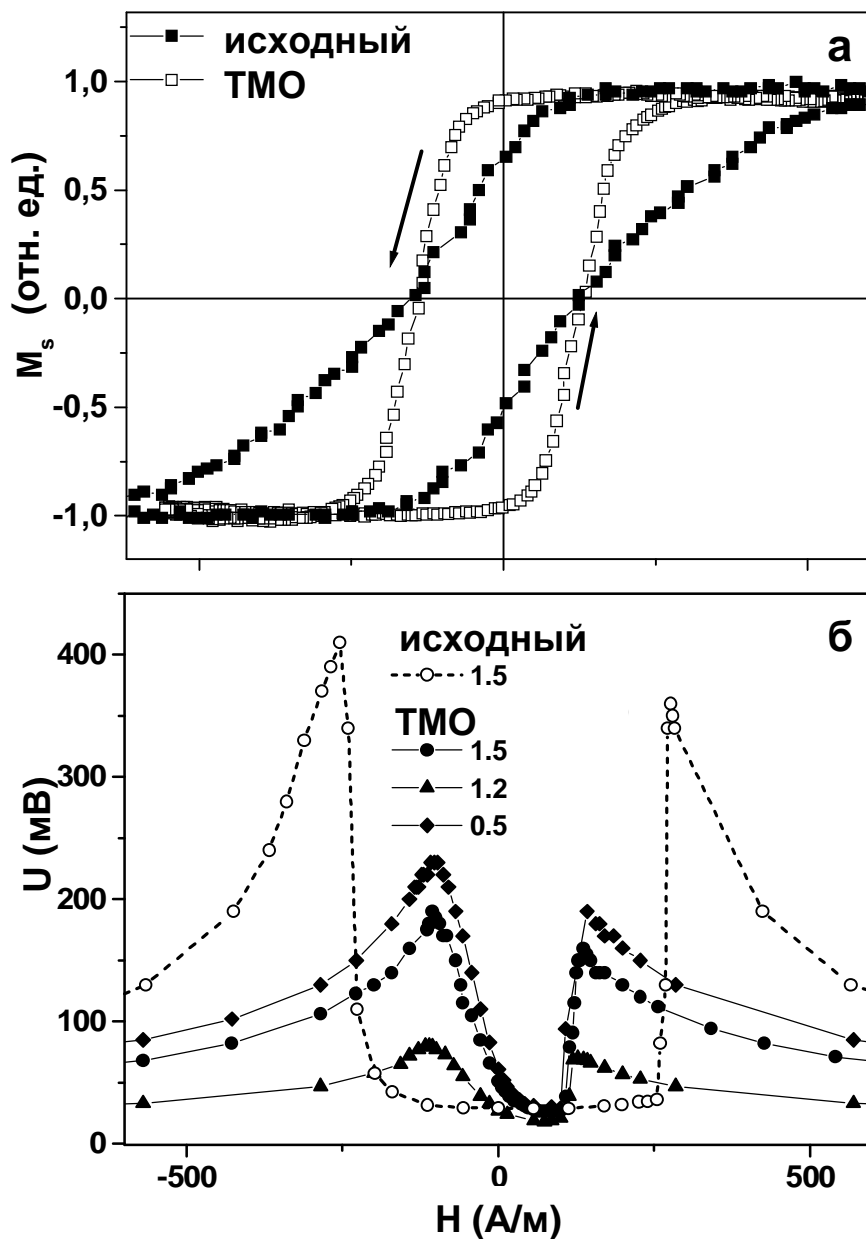 исходный
ТМО
а
1,0
0,5
0,0
-0,5
-1,0
M_s (отн. ед.)
исходный
1.5
ТМО
1.5
1.2
0.5
б
400
300
200
100
0
U (мВ)
-500
0
500
H (А/м)